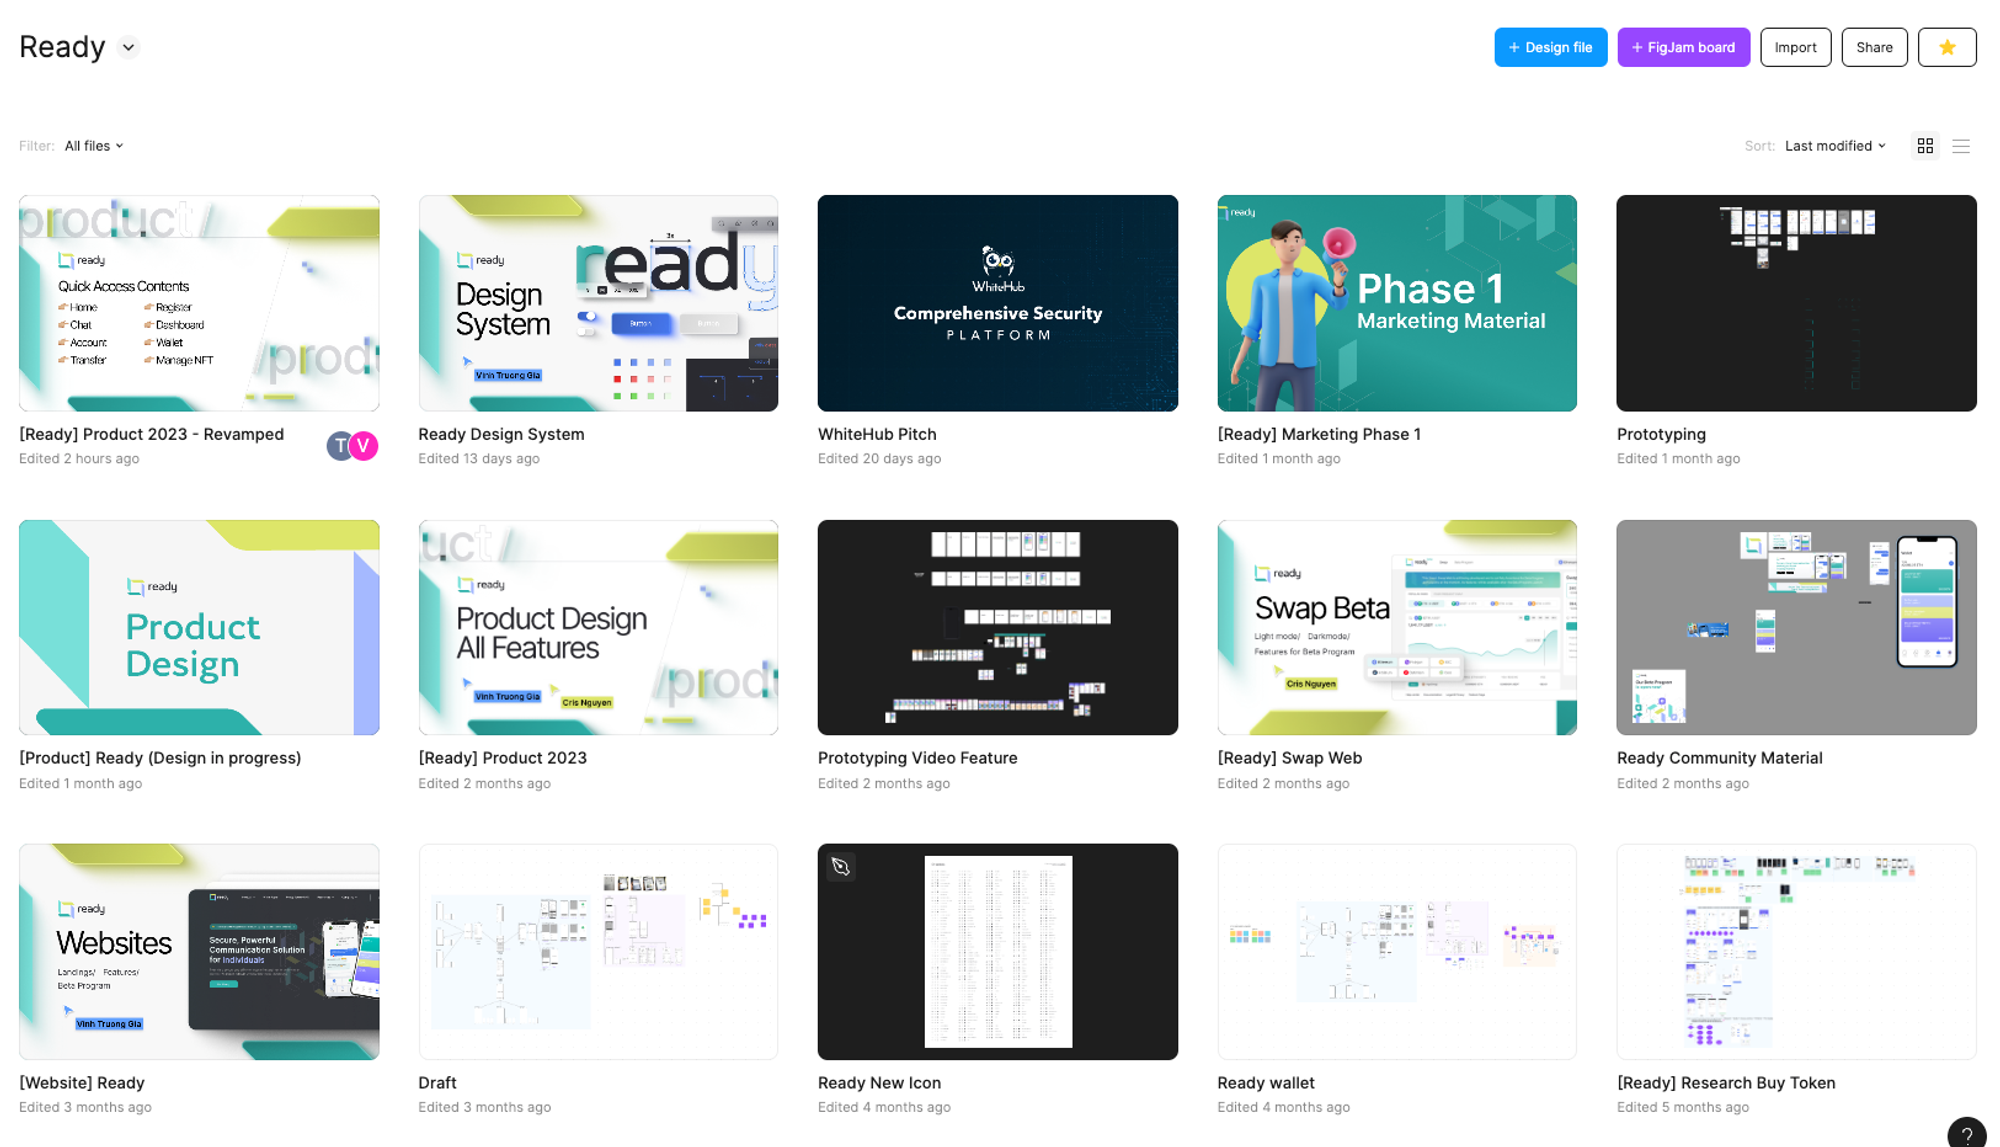 Ready
+ Design file
+ FigJam board
Import
Share
Filter: All files
Sort: Last modified
product/
ready
Quick Access Contents
Home
Register
Chat
Dashboard
Account
Wallet
Transfer
Manage NFT
/produ
[Ready] Product 2023 - Revamped
Edited 2 hours ago
T
V
ready
Design
System
ready
Button
Button
Vinh Truong Gia
Ready Design System
Edited 13 days ago
WhiteHub
Comprehensive Security
PLATFORM
WhiteHub Pitch
Edited 20 days ago
ready
Phase 1
Marketing Material
[Ready] Marketing Phase 1
Edited 1 month ago
Prototyping
Edited 1 month ago
ready
Product
Design
[Product] Ready (Design in progress)
Edited 1 month ago
uct/
ready
Product Design
All Features
Vinh Truong Gia
Cris Nguyen
/produ
[Ready] Product 2023
Edited 2 months ago
Prototyping Video Feature
Edited 2 months ago
ready
Swap Beta
Light mode/ Darkmode/
Features for Beta Program
Cris Nguyen
[Ready] Swap Web
Edited 2 months ago
Ready Community Material
Edited 2 months ago
ready
Websites
Landings/ Features/
Beta Program
Vinh Truong Gia
Secure, Powerful
Communication Solution
for Individuals
[Website] Ready
Edited 3 months ago
Draft
Edited 3 months ago
Ready New Icon
Edited 4 months ago
Ready wallet
Edited 4 months ago
[Ready] Research Buy Token
Edited 5 months ago
?